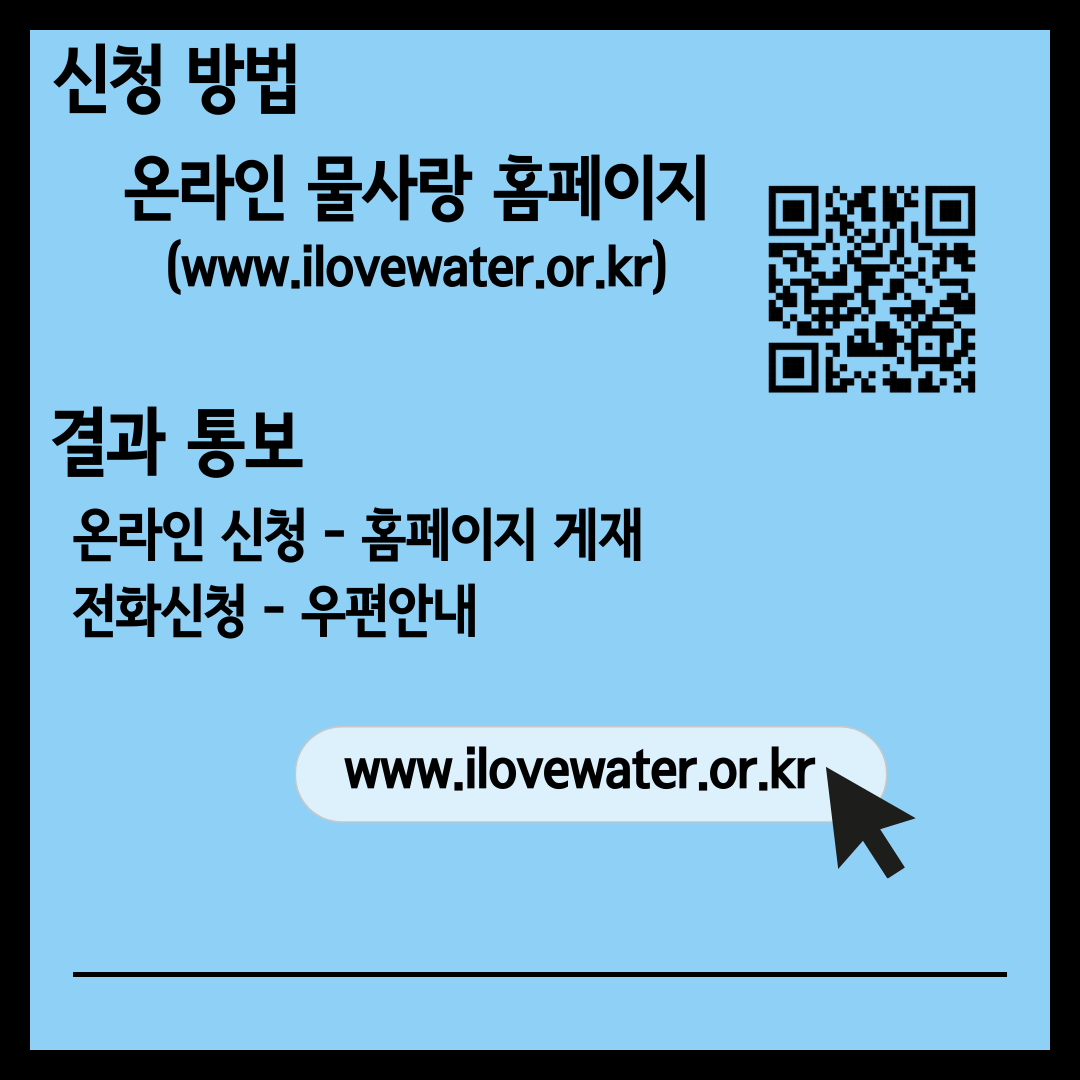 신청 방법
온라인 물사랑 홈페이지
(www.ilovewater.or.kr)
결과 통보
온라인 신청 - 홈페이지 게재
전화신청 - 우편안내
www.ilovewater.or.kr